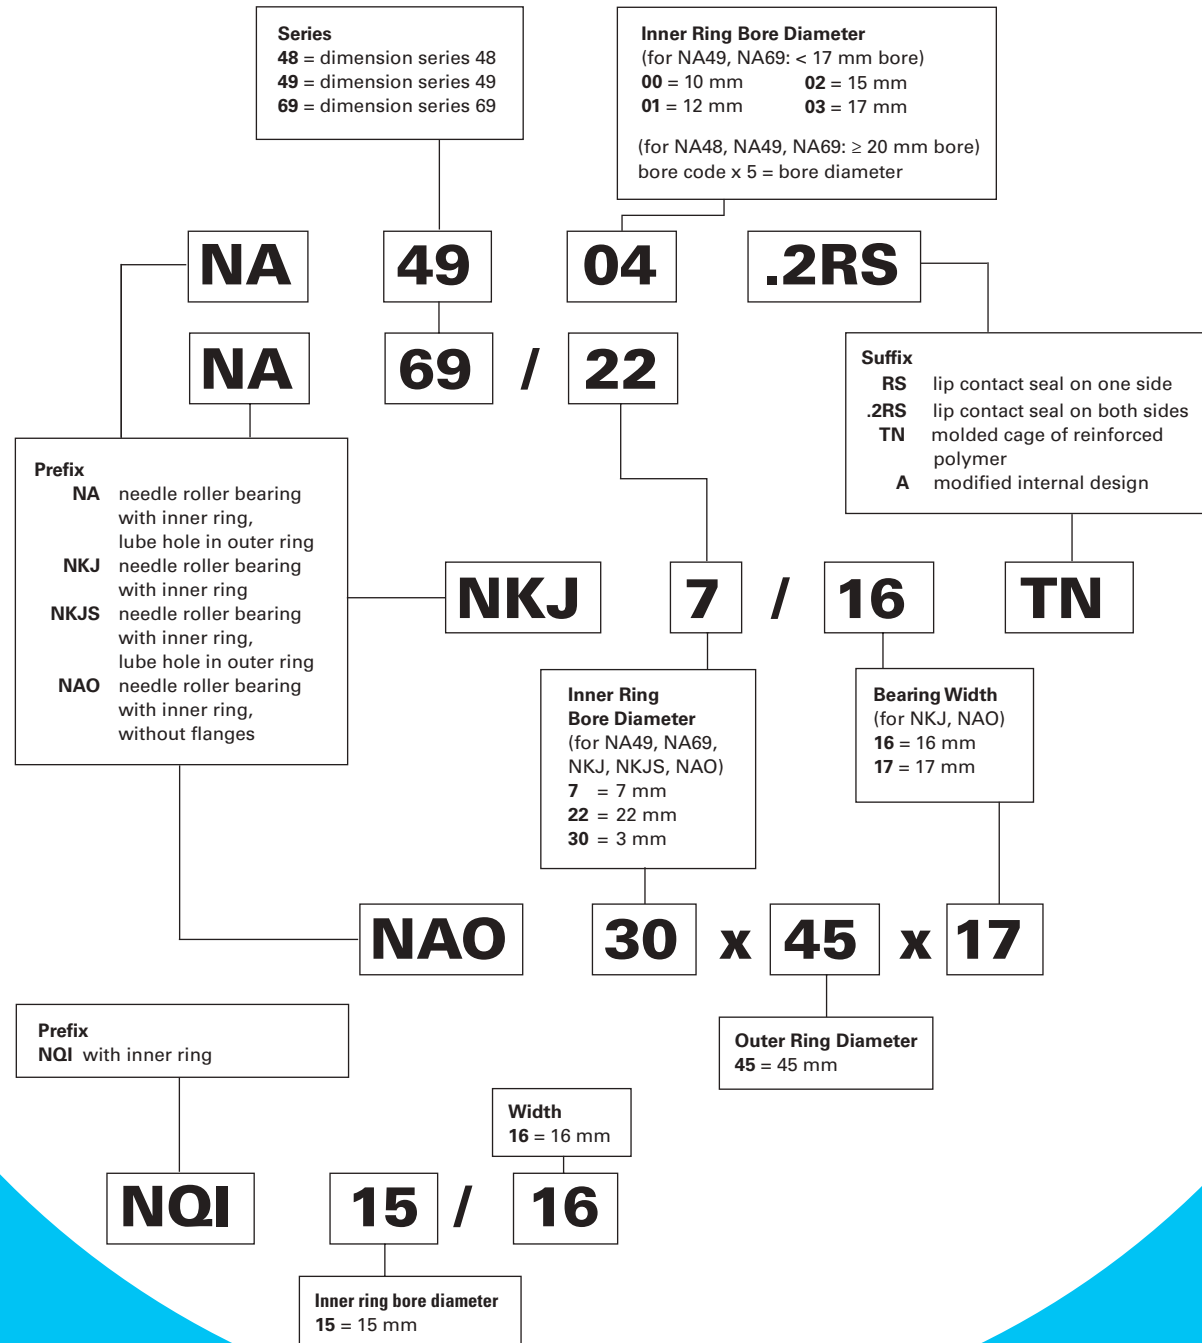 Series
48 = dimension series 48
49 = dimension series 49
69 = dimension series 69
Inner Ring Bore Diameter
(for NA49, NA69: < 17 mm bore)
00 = 10 mm 02 = 15 mm
01 = 12 mm 03 = 17 mm
(for NA48, NA49, NA69: ≥ 20 mm bore)
bore code x 5 = bore diameter
NA 49 04 .2RS
NA 69 / 22
Suffix
RS lip contact seal on one side
.2RS lip contact seal on both sides
TN molded cage of reinforced
polymer
A modified internal design
Prefix
NA needle roller bearing
with inner ring,
lube hole in outer ring
NKJ needle roller bearing
with inner ring
NKJS needle roller bearing
with inner ring,
lube hole in outer ring
NAO needle roller bearing
with inner ring,
without flanges
NKJ 7 / 16 TN
Inner Ring
Bore Diameter
(for NA49, NA69,
NKJ, NKJS, NAO)
7 = 7 mm
22 = 22 mm
30 = 3 mm
Bearing Width
(for NKJ, NAO)
16 = 16 mm
17 = 17 mm
NAO 30 x 45 x 17
Outer Ring Diameter
45 = 45 mm
Prefix
NQI with inner ring
Width
16 = 16 mm
NQI 15 / 16
Inner ring bore diameter
15 = 15 mm